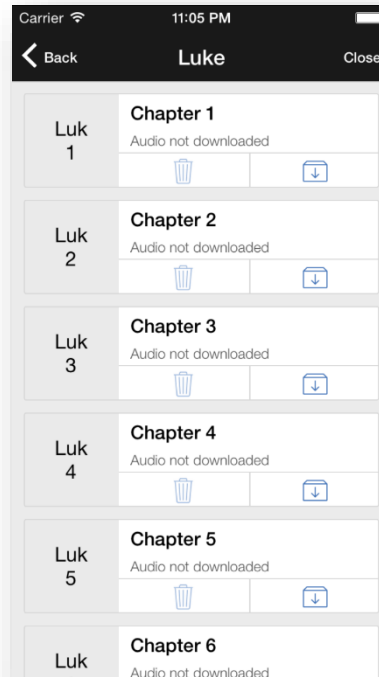 Carrier 11:05 PM
Back Luke Close
Luk
1
Chapter 1
Audio not downloaded
Luk
2
Chapter 2
Audio not downloaded
Luk
3
Chapter 3
Audio not downloaded
Luk
4
Chapter 4
Audio not downloaded
Luk
5
Chapter 5
Audio not downloaded
Luk
Chapter 6
Audio not downloaded